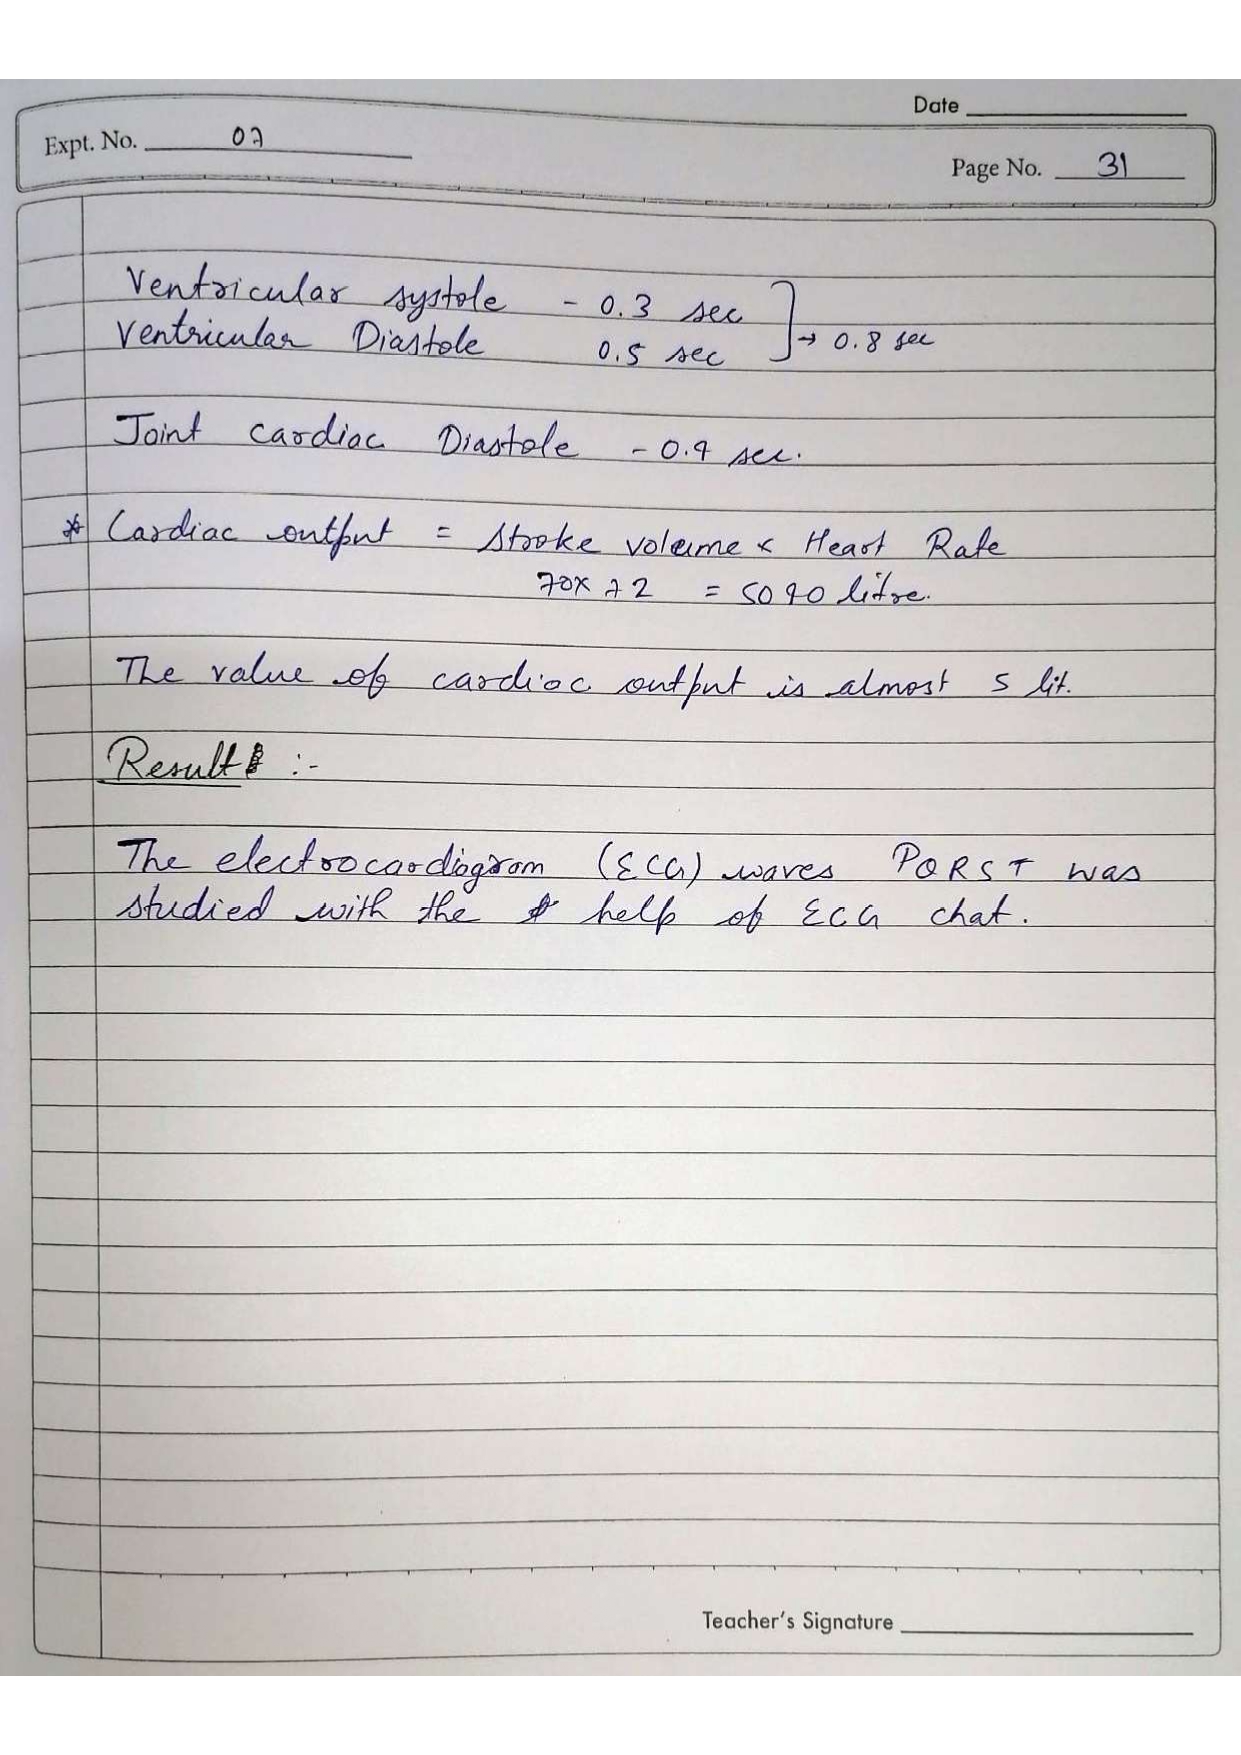 Date
Expt. No. 07
Page No. 31
Ventricular systole - 0.3 sec
Ventricular Diastole 0.5 sec → 0.8 sec
Joint cardiac Diastole - 0.4 sec.
* Cardiac output = Stroke volume × Heart Rate
70×72 = 5040 litre.
The value of cardiac output is almost 5 lit.
Result :-
The electrocardiogram (ECG) waves PQRST was
studied with the help of ECG chat.
Teacher's Signature